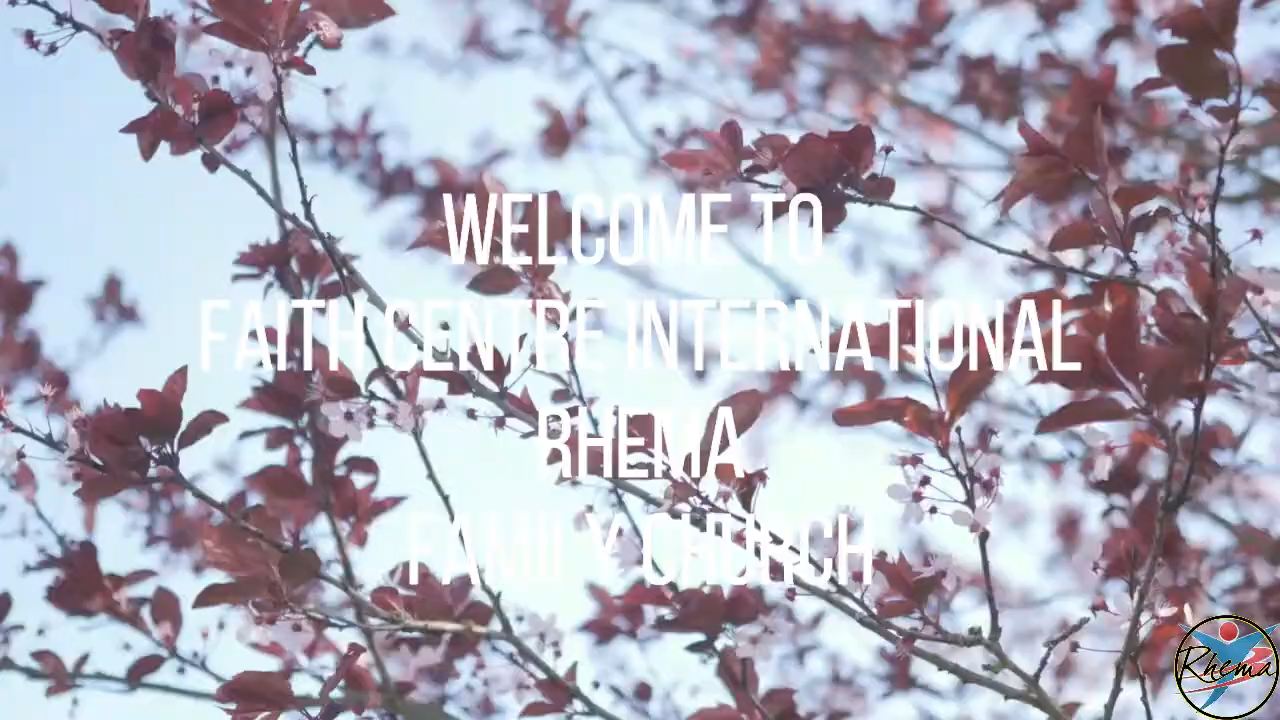 WELCOME TO
FAITH CENTRE INTERNATIONAL
RHEMA
FAMILY CHURCH
Rhema